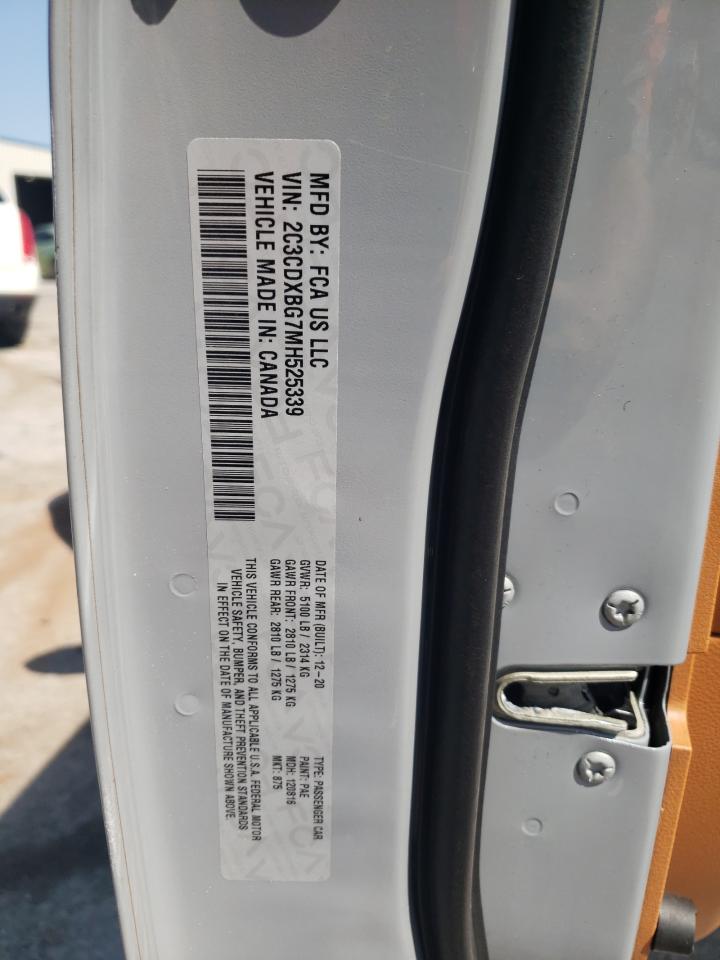 MFD BY: FCA US LLC
VIN: 2C3CDXBG7MH525339
VEHICLE MADE IN: CANADA
DATE OF MFR (BUILT): 12-20
GVWR: 5100 LB / 2314 KG
GAWR FRONT: 2810 LB / 1275 KG
GAWR REAR: 2810 LB / 1275 KG
THIS VEHICLE CONFORMS TO ALL APPLICABLE U.S.A. FEDERAL MOTOR
VEHICLE SAFETY, BUMPER, AND THEFT PREVENTION STANDARDS
IN EFFECT ON THE DATE OF MANUFACTURE SHOWN ABOVE.
TYPE: PASSENGER CAR
PAINT: PAE
MDH: 120816
MKT: 875